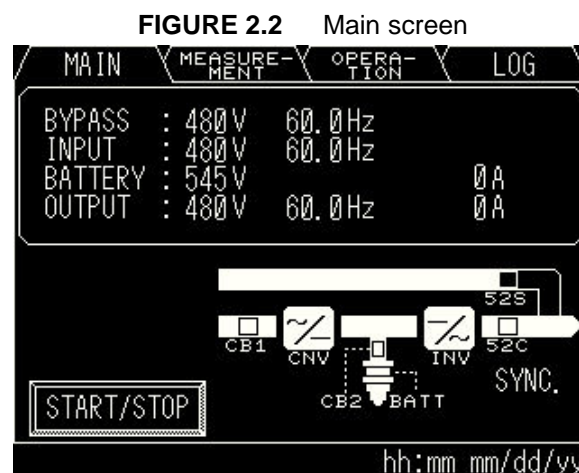 FIGURE 2.2 Main screen
MAIN MEASURE-MENT OPERA-TION LOG
BYPASS : 480V 60.0Hz
INPUT : 480V 60.0Hz
BATTERY : 545V 0A
OUTPUT : 480V 60.0Hz 0A
52S
CB1 CNV INV 52C
CB2 BATT SYNC.
START/STOP
hh:mm mm/dd/yy